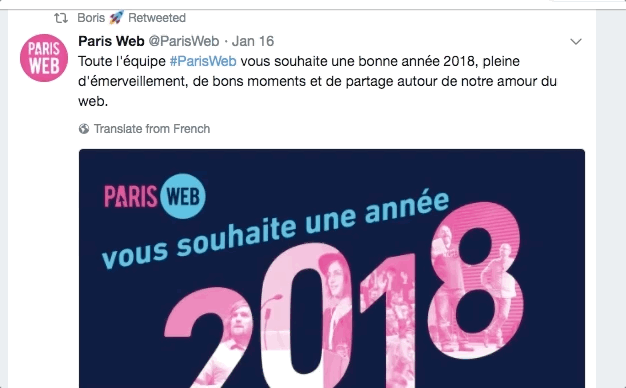 Boris 🚀 Retweeted
Paris Web @ParisWeb · Jan 16
Toute l'équipe #ParisWeb vous souhaite une bonne année 2018, pleine
d'émerveillement, de bons moments et de partage autour de notre amour du
web.
Translate from French
PARIS
WEB
PARIS WEB
vous souhaite une année
2018